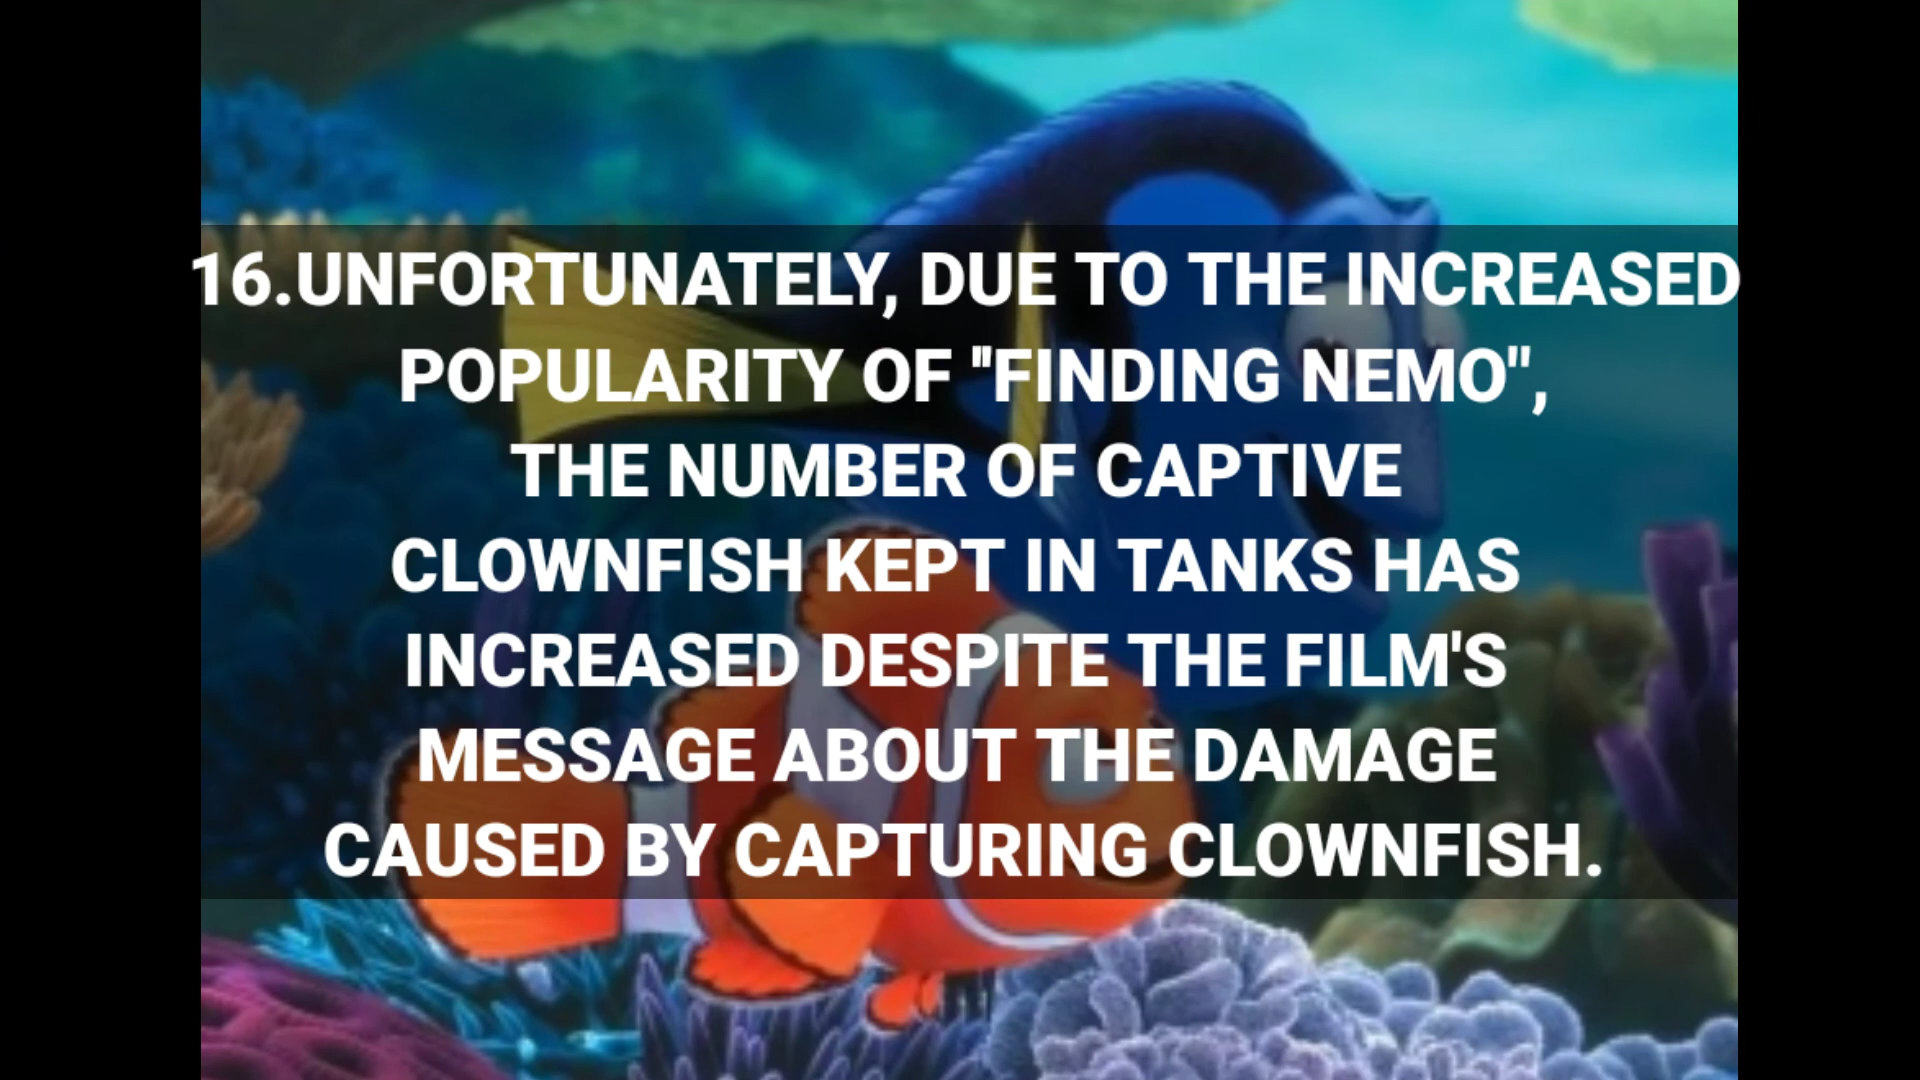 16.UNFORTUNATELY, DUE TO THE INCREASED
POPULARITY OF "FINDING NEMO",
THE NUMBER OF CAPTIVE
CLOWNFISH KEPT IN TANKS HAS
INCREASED DESPITE THE FILM'S
MESSAGE ABOUT THE DAMAGE
CAUSED BY CAPTURING CLOWNFISH.